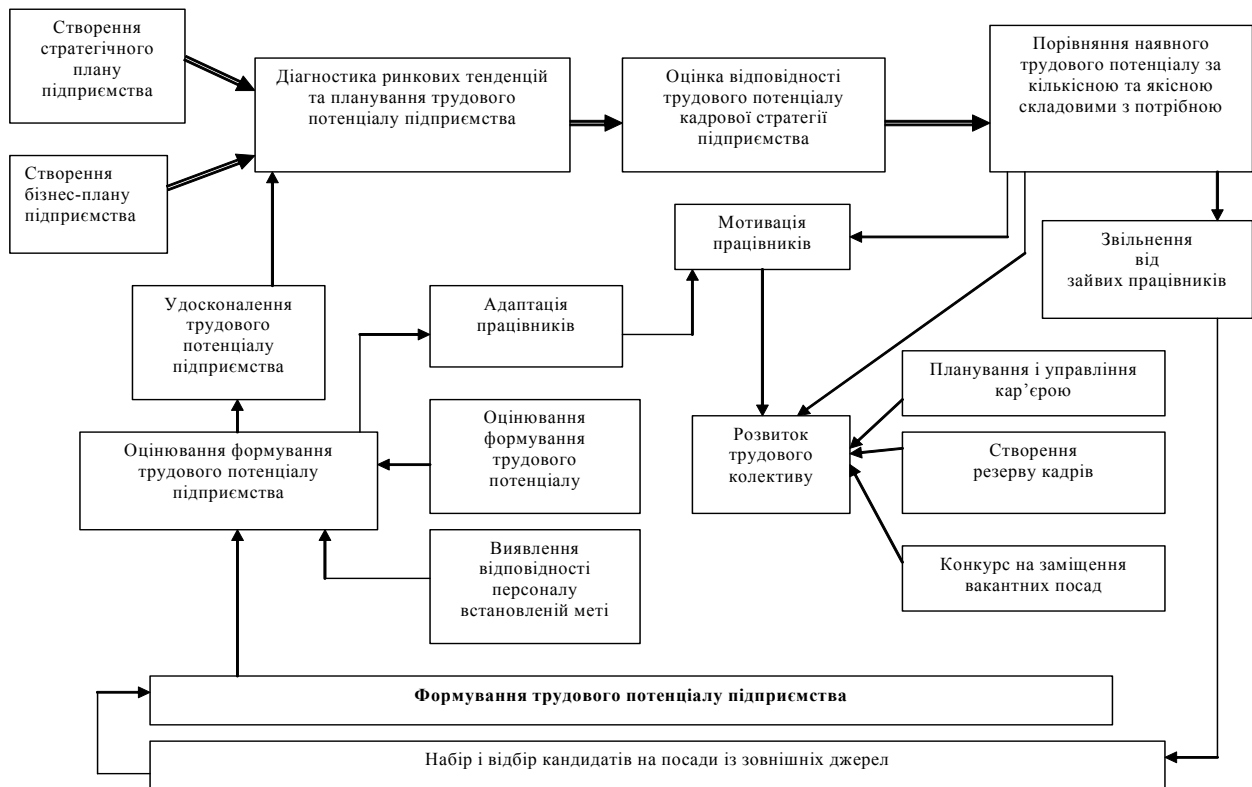 Створення
стратегічного
плану
підприємства
Діагностика ринкових тенденцій
та планування трудового
потенціалу підприємства
Оцінка відповідності
трудового потенціалу
кадрової стратегії
підприємства
Порівняння наявного
трудового потенціалу за
кількісною та якісною
складовими з потрібною
Створення
бізнес-плану
підприємства
Мотивація
працівників
Звільнення
від
зайвих працівників
Удосконалення
трудового
потенціалу
підприємства
Адаптація
працівників
Планування і управління
кар’єрою
Оцінювання формування
трудового потенціалу
підприємства
Оцінювання
формування
трудового
потенціалу
Розвиток
трудового
колективу
Створення
резерву кадрів
Виявлення
відповідності
персоналу
встановленій меті
Конкурс на заміщення
вакантних посад
Формування трудового потенціалу підприємства
Набір і відбір кандидатів на посади із зовнішніх джерел